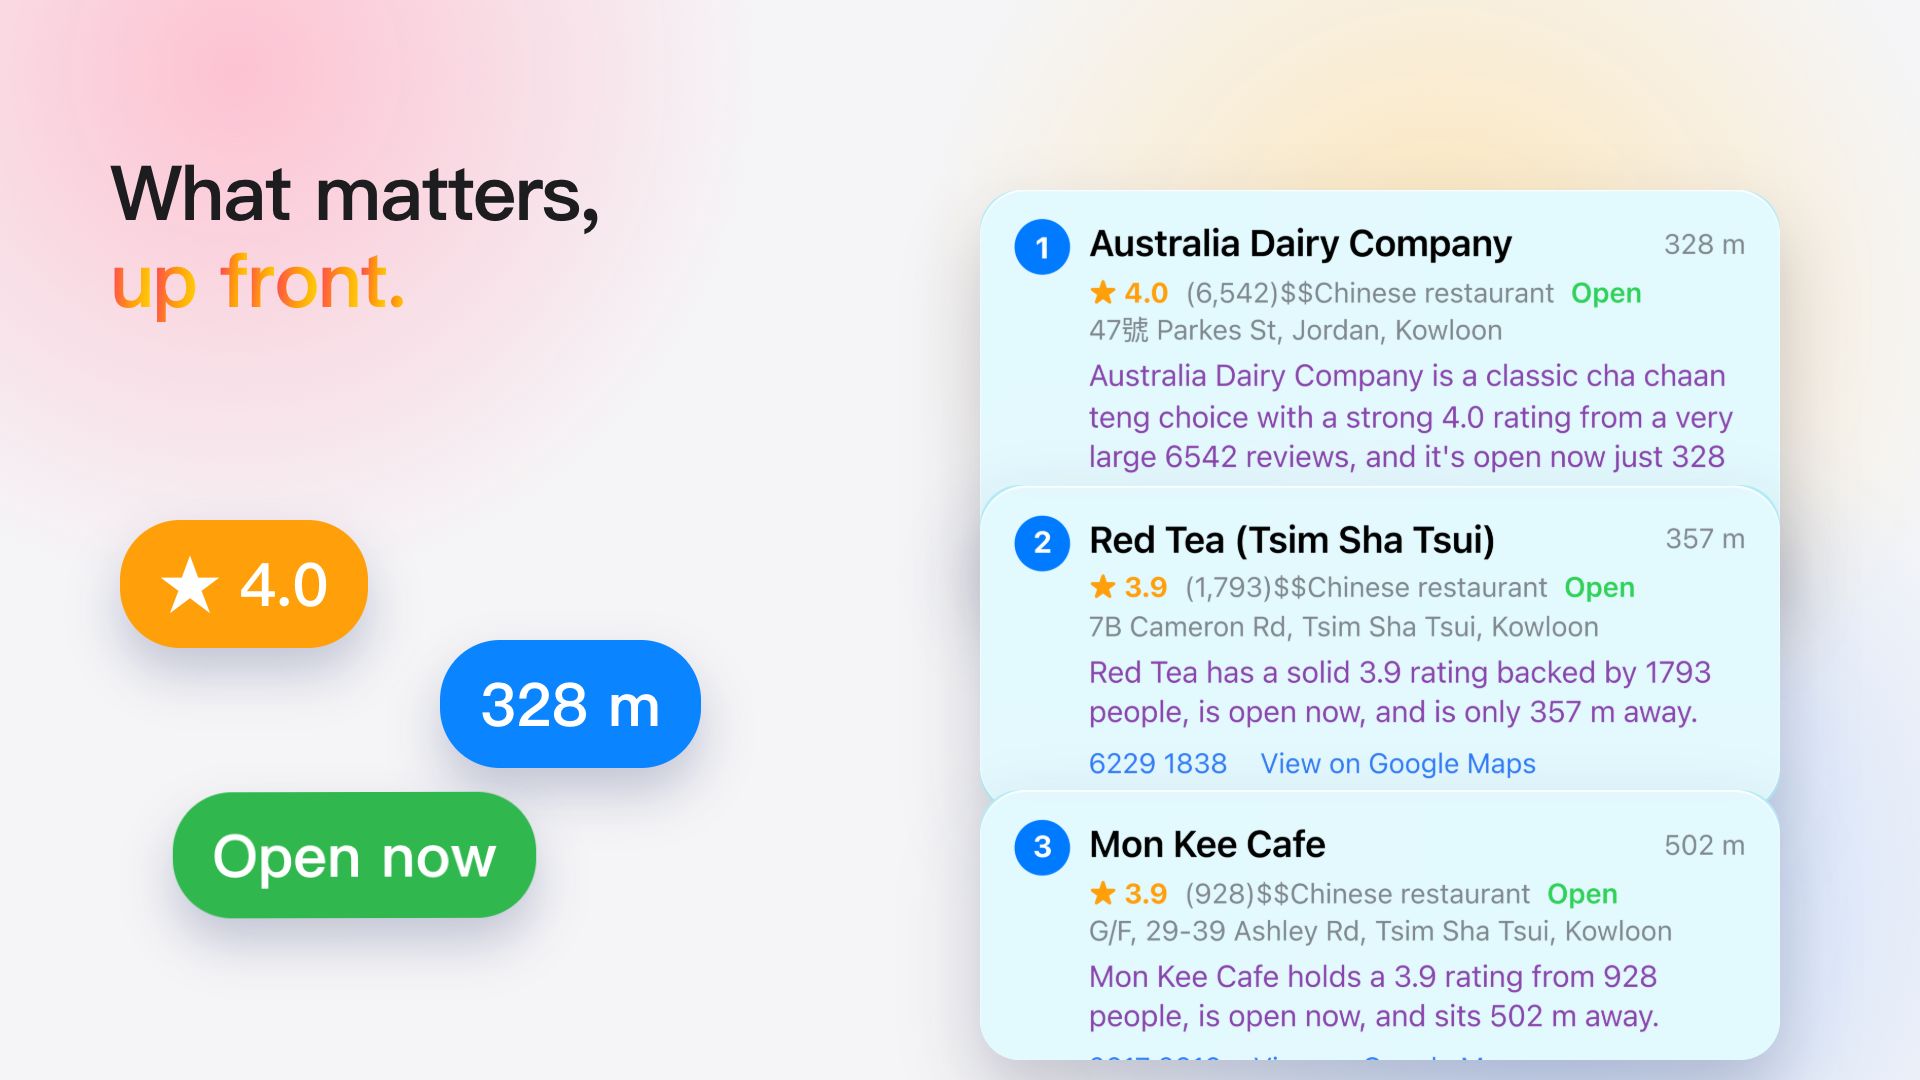 What matters,
up front.
★ 4.0
328 m
Open now
1 Australia Dairy Company 328 m
★ 4.0 (6,542)$$Chinese restaurant Open
47號 Parkes St, Jordan, Kowloon
Australia Dairy Company is a classic cha chaan
teng choice with a strong 4.0 rating from a very
large 6542 reviews, and it's open now just 328
2 Red Tea (Tsim Sha Tsui) 357 m
★ 3.9 (1,793)$$Chinese restaurant Open
7B Cameron Rd, Tsim Sha Tsui, Kowloon
Red Tea has a solid 3.9 rating backed by 1793
people, is open now, and is only 357 m away.
6229 1838 View on Google Maps
3 Mon Kee Cafe 502 m
★ 3.9 (928)$$Chinese restaurant Open
G/F, 29-39 Ashley Rd, Tsim Sha Tsui, Kowloon
Mon Kee Cafe holds a 3.9 rating from 928
people, is open now, and sits 502 m away.